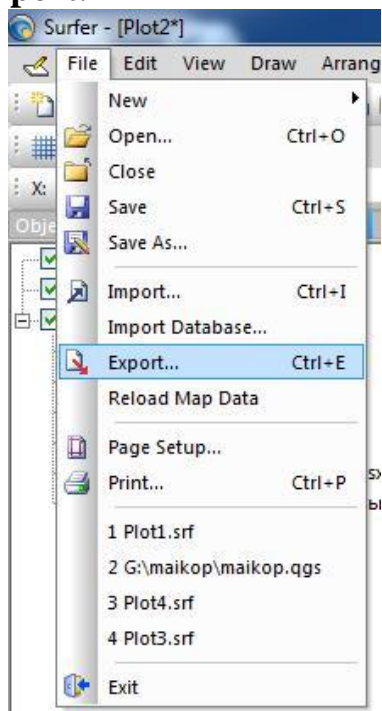 Surfer - [Plot2*]
File Edit View Draw Arrang
New
Open... Ctrl+O
Close
X:
Save Ctrl+S
Obje
Save As...
Import... Ctrl+I
Import Database...
Export... Ctrl+E
Reload Map Data
Page Setup...
Print... Ctrl+P
1 Plot1.srf
2 G:\maikop\maikop.qgs
3 Plot4.srf
4 Plot3.srf
Exit